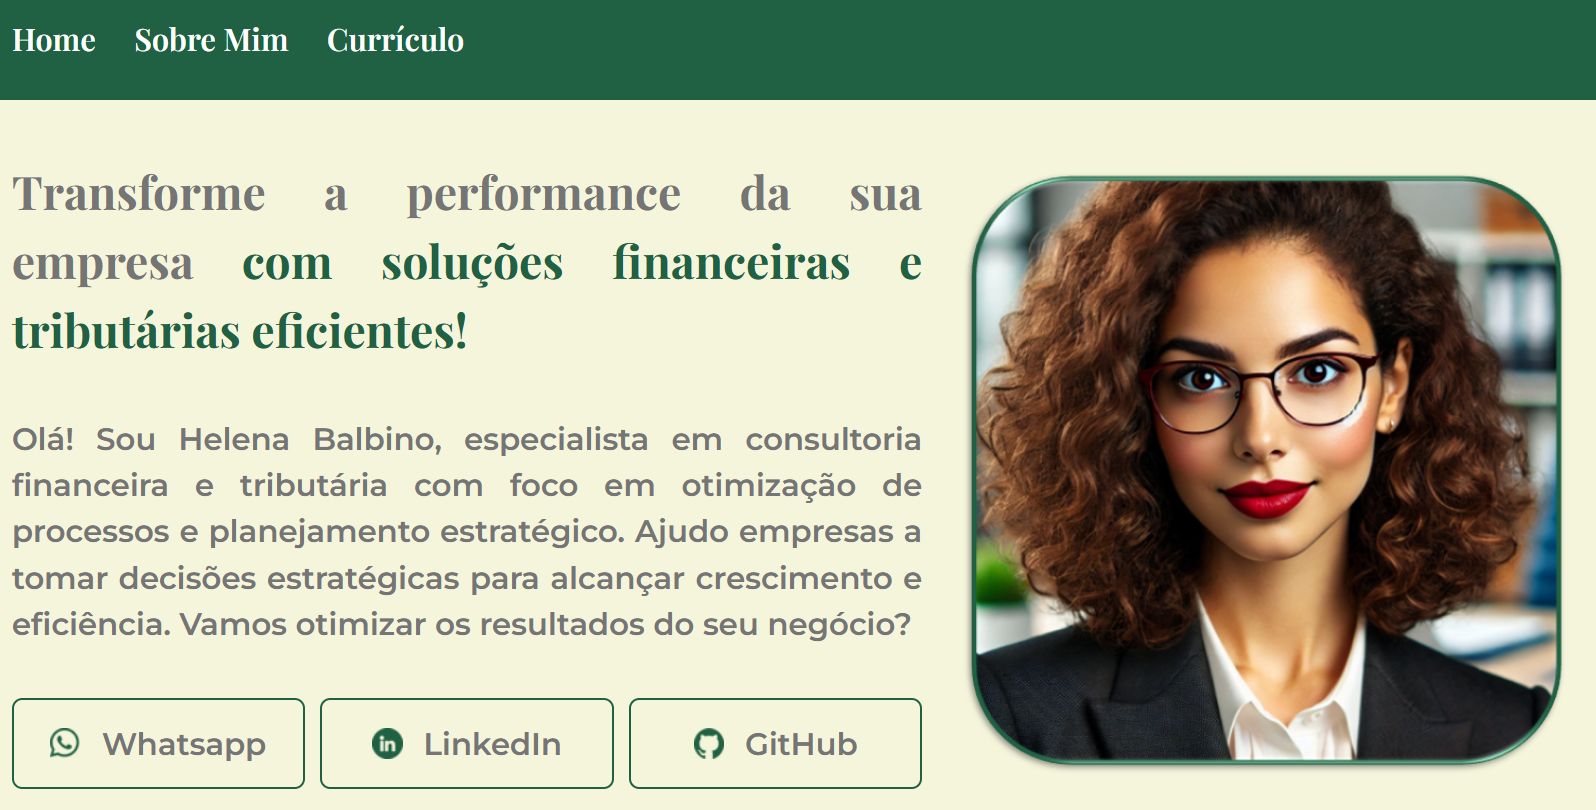 Home Sobre Mim Currículo
Transforme a performance da sua
empresa com soluções financeiras e
tributárias eficientes!
Olá! Sou Helena Balbino, especialista em consultoria
financeira e tributária com foco em otimização de
processos e planejamento estratégico. Ajudo empresas a
tomar decisões estratégicas para alcançar crescimento e
eficiência. Vamos otimizar os resultados do seu negócio?
Whatsapp LinkedIn GitHub